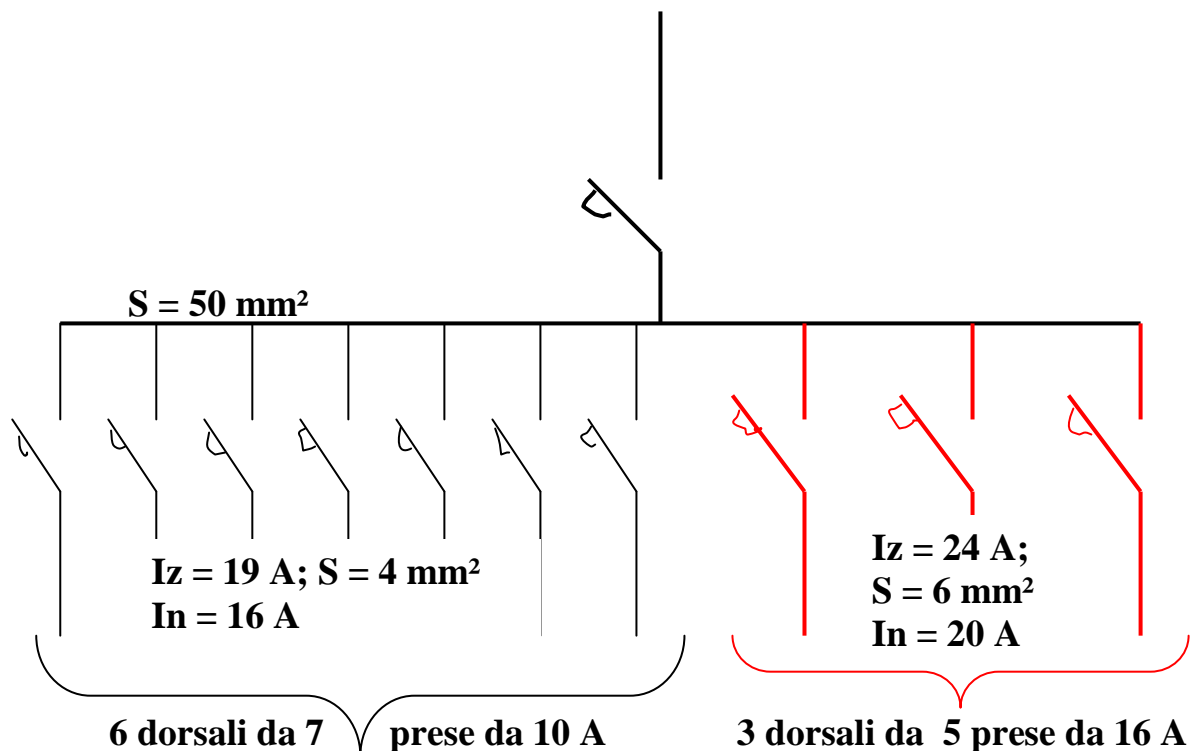 S = 50 mm²
Iz = 19 A; S = 4 mm²
In = 16 A
Iz = 24 A;
S = 6 mm²
In = 20 A
6 dorsali da 7 prese da 10 A
3 dorsali da 5 prese da 16 A